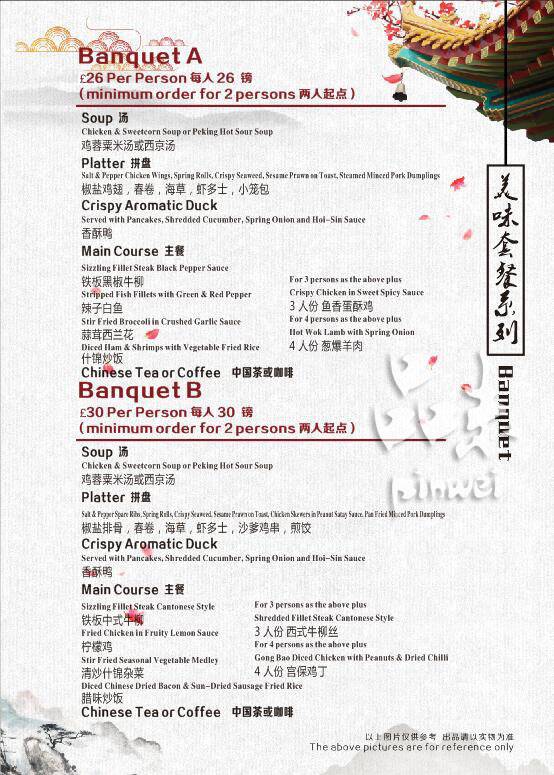 Banquet A
£26 Per Person 每人 26 镑
(minimum order for 2 persons 两人起点)
Soup 汤
Chicken & Sweetcorn Soup or Peking Hot Sour Soup
鸡蓉粟米汤或西京汤
Platter 拼盘
Salt & Pepper Chicken Wings, Spring Rolls, Crispy Seaweed, Sesame Prawn on Toast, Steamed Minced Pork Dumplings
椒盐鸡翅，春卷，海草，虾多士，小笼包
Crispy Aromatic Duck
Served with Pancakes, Shredded Cucumber, Spring Onion and Hoi-Sin Sauce
香酥鸭
Main Course 主餐
Sizzling Fillet Steak Black Pepper Sauce
铁板黑椒牛柳
Stripped Fish Fillets with Green & Red Pepper
辣子白鱼
Stir Fried Broccoli in Crushed Garlic Sauce
蒜茸西兰花
Diced Ham & Shrimps with Vegetable Fried Rice
什锦炒饭
For 3 persons as the above plus
Crispy Chicken in Sweet Spicy Sauce
3 人份 鱼香蛋酥鸡
For 4 persons as the above plus
Hot Wok Lamb with Spring Onion
4 人份 葱爆羊肉
Chinese Tea or Coffee 中国茶或咖啡
Banquet B
£30 Per Person 每人 30 镑
(minimum order for 2 persons 两人起点)
Soup 汤
Chicken & Sweetcorn Soup or Peking Hot Sour Soup
鸡蓉粟米汤或西京汤
Platter 拼盘
Salt & Pepper Spare Ribs, Spring Rolls, Crispy Seaweed, Sesame Prawn on Toast, Chicken Skewers in Peanut Satay Sauce, Pan Fried Minced Pork Dumplings
椒盐排骨，春卷，海草，虾多士，沙爹鸡串，煎饺
Crispy Aromatic Duck
Served with Pancakes, Shredded Cucumber, Spring Onion and Hoi-Sin Sauce
香酥鸭
Main Course 主餐
Sizzling Fillet Steak Cantonese Style
铁板中式牛柳
Fried Chicken in Fruity Lemon Sauce
柠檬鸡
Stir Fried Seasonal Vegetable Medley
清炒什锦杂菜
Diced Chinese Dried Bacon & Sun-Dried Sausage Fried Rice
腊味炒饭
For 3 persons as the above plus
Shredded Fillet Steak Cantonese Style
3 人份 西式牛柳丝
For 4 persons as the above plus
Gong Bao Diced Chicken with Peanuts & Dried Chilli
4 人份 宫保鸡丁
Chinese Tea or Coffee 中国茶或咖啡
美味套餐系列
Banquet
品味
pinwei
以上图片仅供参考 出品请以实物为准
The above pictures are for reference only